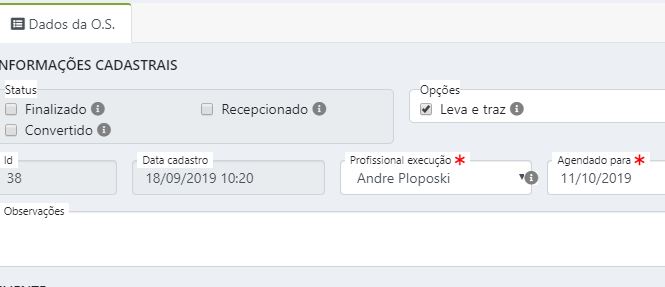 Dados da O.S.
NFORMAÇÕES CADASTRAIS
Status
Opções
Finalizado
Recepcionado
Leva e traz
Convertido
Id
Data cadastro
Profissional execução *
Agendado para *
38
18/09/2019 10:20
Andre Ploposki
11/10/2019
Observações